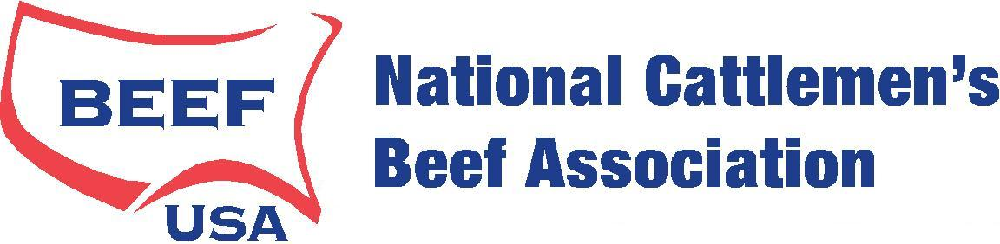 BEEF
USA
National Cattlemen's
Beef Association